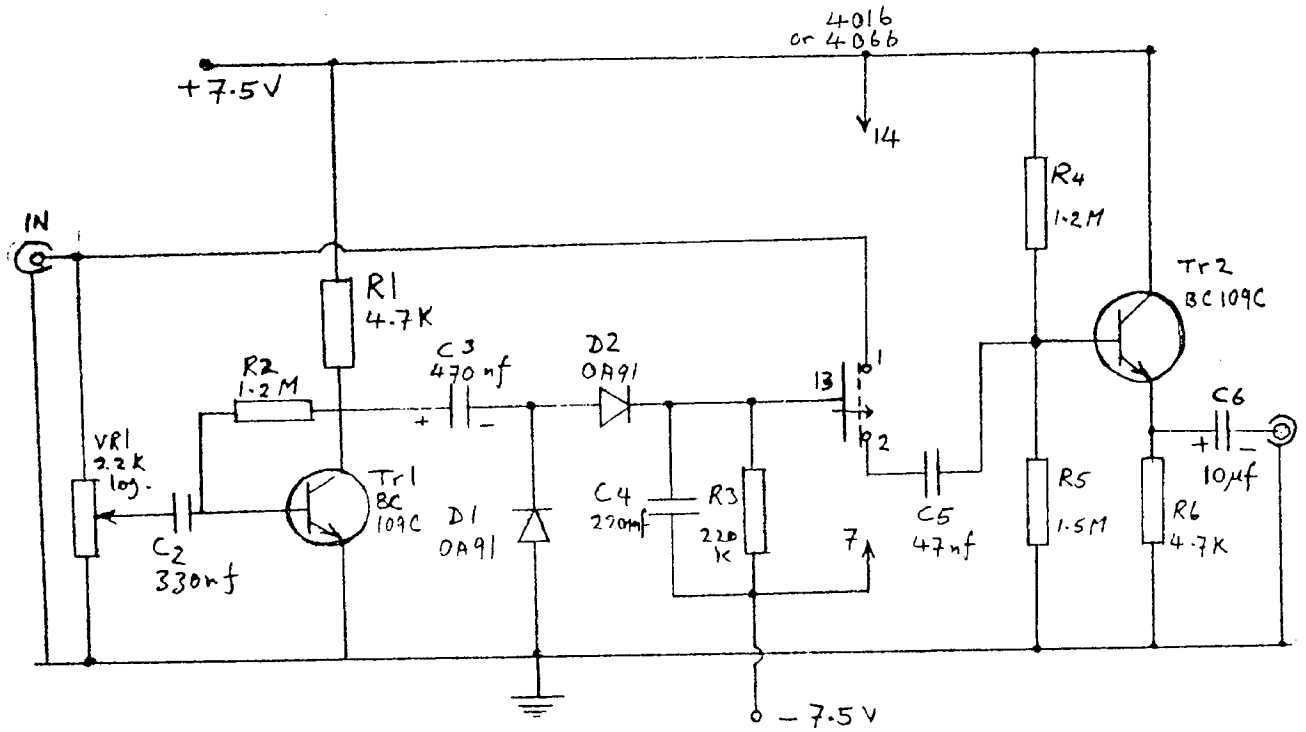 4016
or 4066
+7.5V
14
R4
1.2M
IN
Tr2
BC109C
R1
4.7K
C3
470nf
+ -
D2
OA91
R2
1.2M
13
1
2
C6
+ -
10µf
VR1
2.2K
log.
Tr1
BC
109C
C2
330nf
D1
OA91
C4
220nf
R3
220
K
7
C5
47nf
R5
1.5M
R6
4.7K
-7.5V